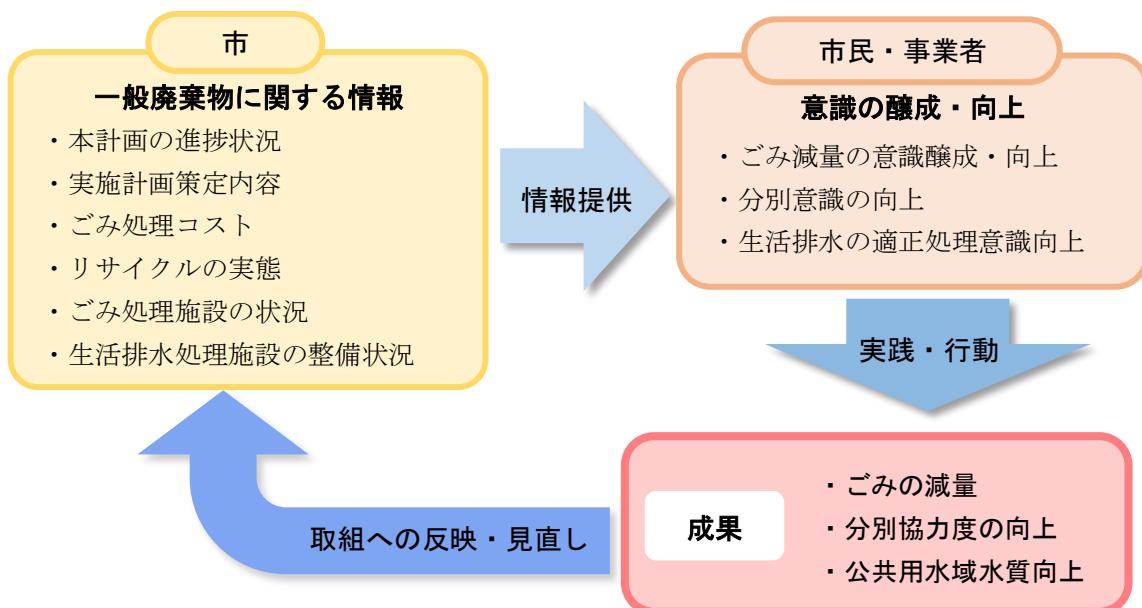 市
一般廃棄物に関する情報
・本計画の進捗状況
・実施計画策定内容
・ごみ処理コスト
・リサイクルの実態
・ごみ処理施設の状況
・生活排水処理施設の整備状況
情報提供
市民・事業者
意識の醸成・向上
・ごみ減量の意識醸成・向上
・分別意識の向上
・生活排水の適正処理意識向上
実践・行動
成果
・ごみの減量
・分別協力度の向上
・公共用水域水質向上
取組への反映・見直し